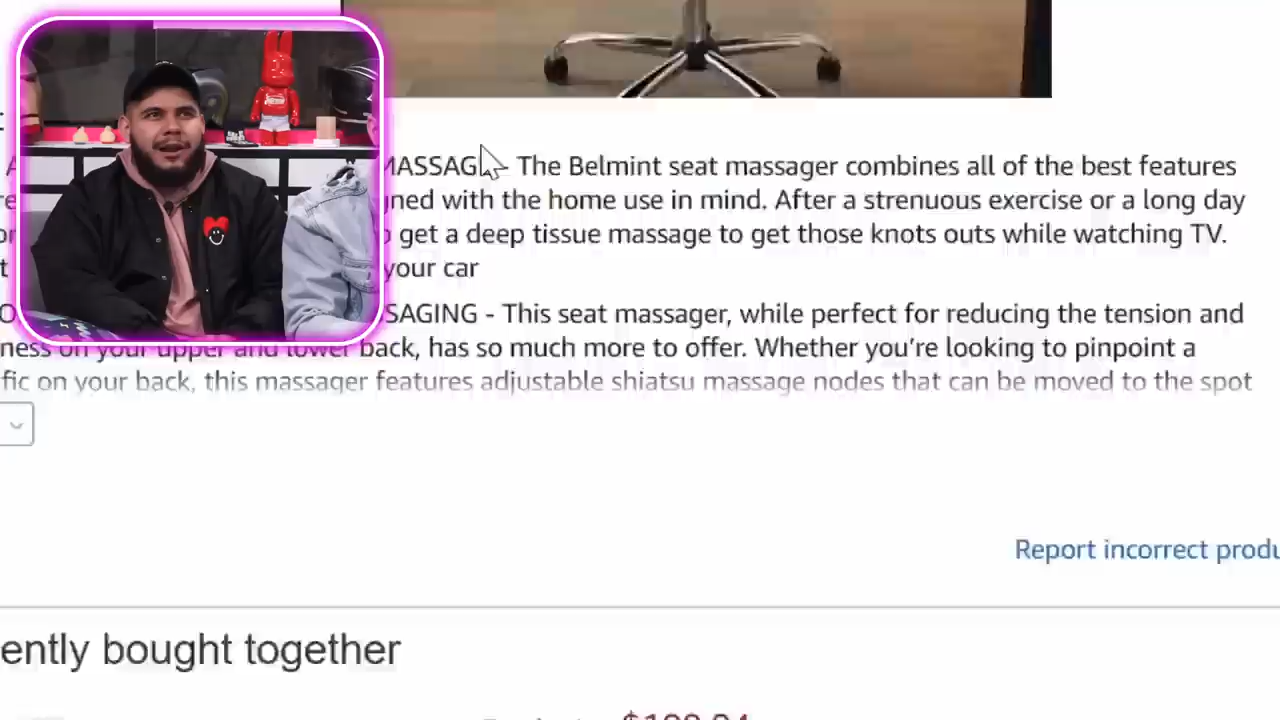 MASSAG - The Belmint seat massager combines all of the best features
gned with the home use in mind. After a strenuous exercise or a long day
get a deep tissue massage to get those knots outs while watching TV.
your car
SAGING - This seat massager, while perfect for reducing the tension and
ness on your upper and lower back, has so much more to offer. Whether you’re looking to pinpoint a
fic on your back, this massager features adjustable shiatsu massage nodes that can be moved to the spot
Report incorrect produ
ently bought together